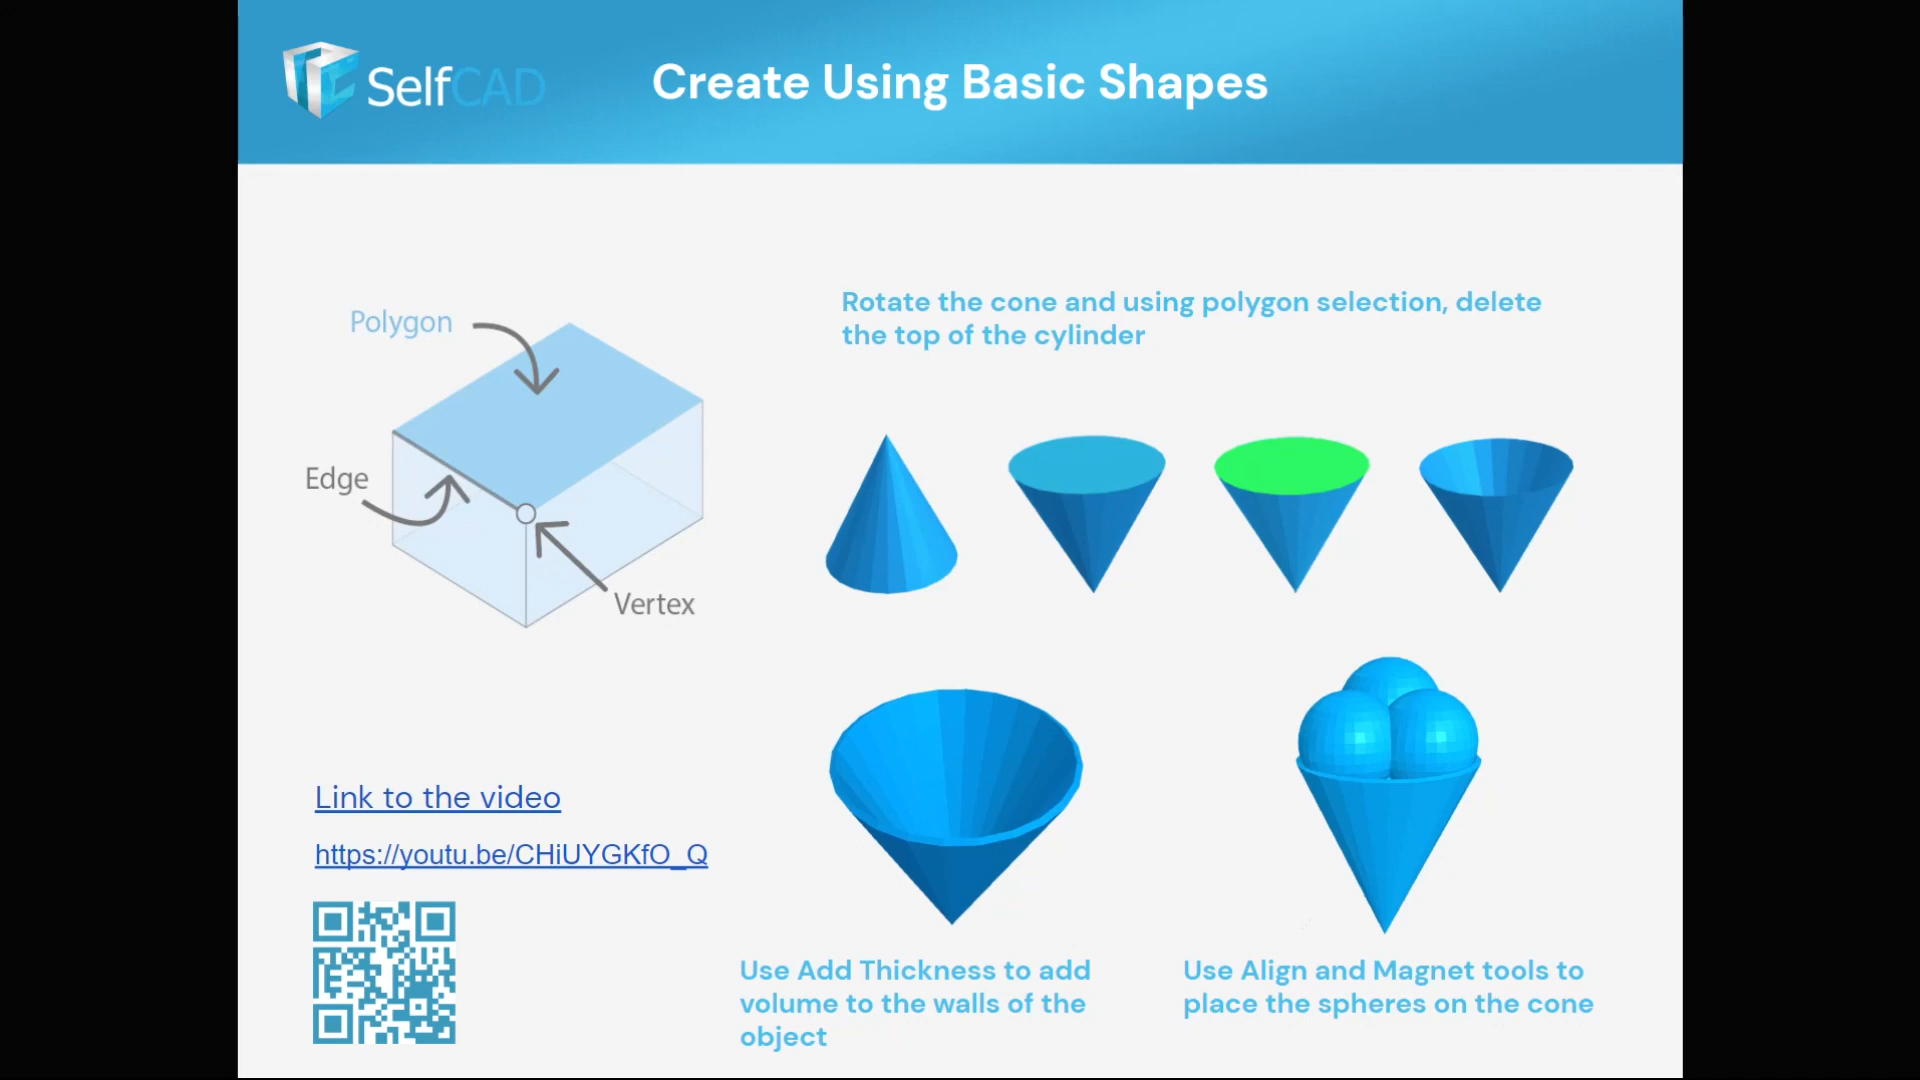 SelfCAD
Create Using Basic Shapes
Polygon
Edge
Vertex
Rotate the cone and using polygon selection, delete
the top of the cylinder
Link to the video
https://youtu.be/CHiUYGKfO_Q
Use Add Thickness to add
volume to the walls of the
object
Use Align and Magnet tools to
place the spheres on the cone